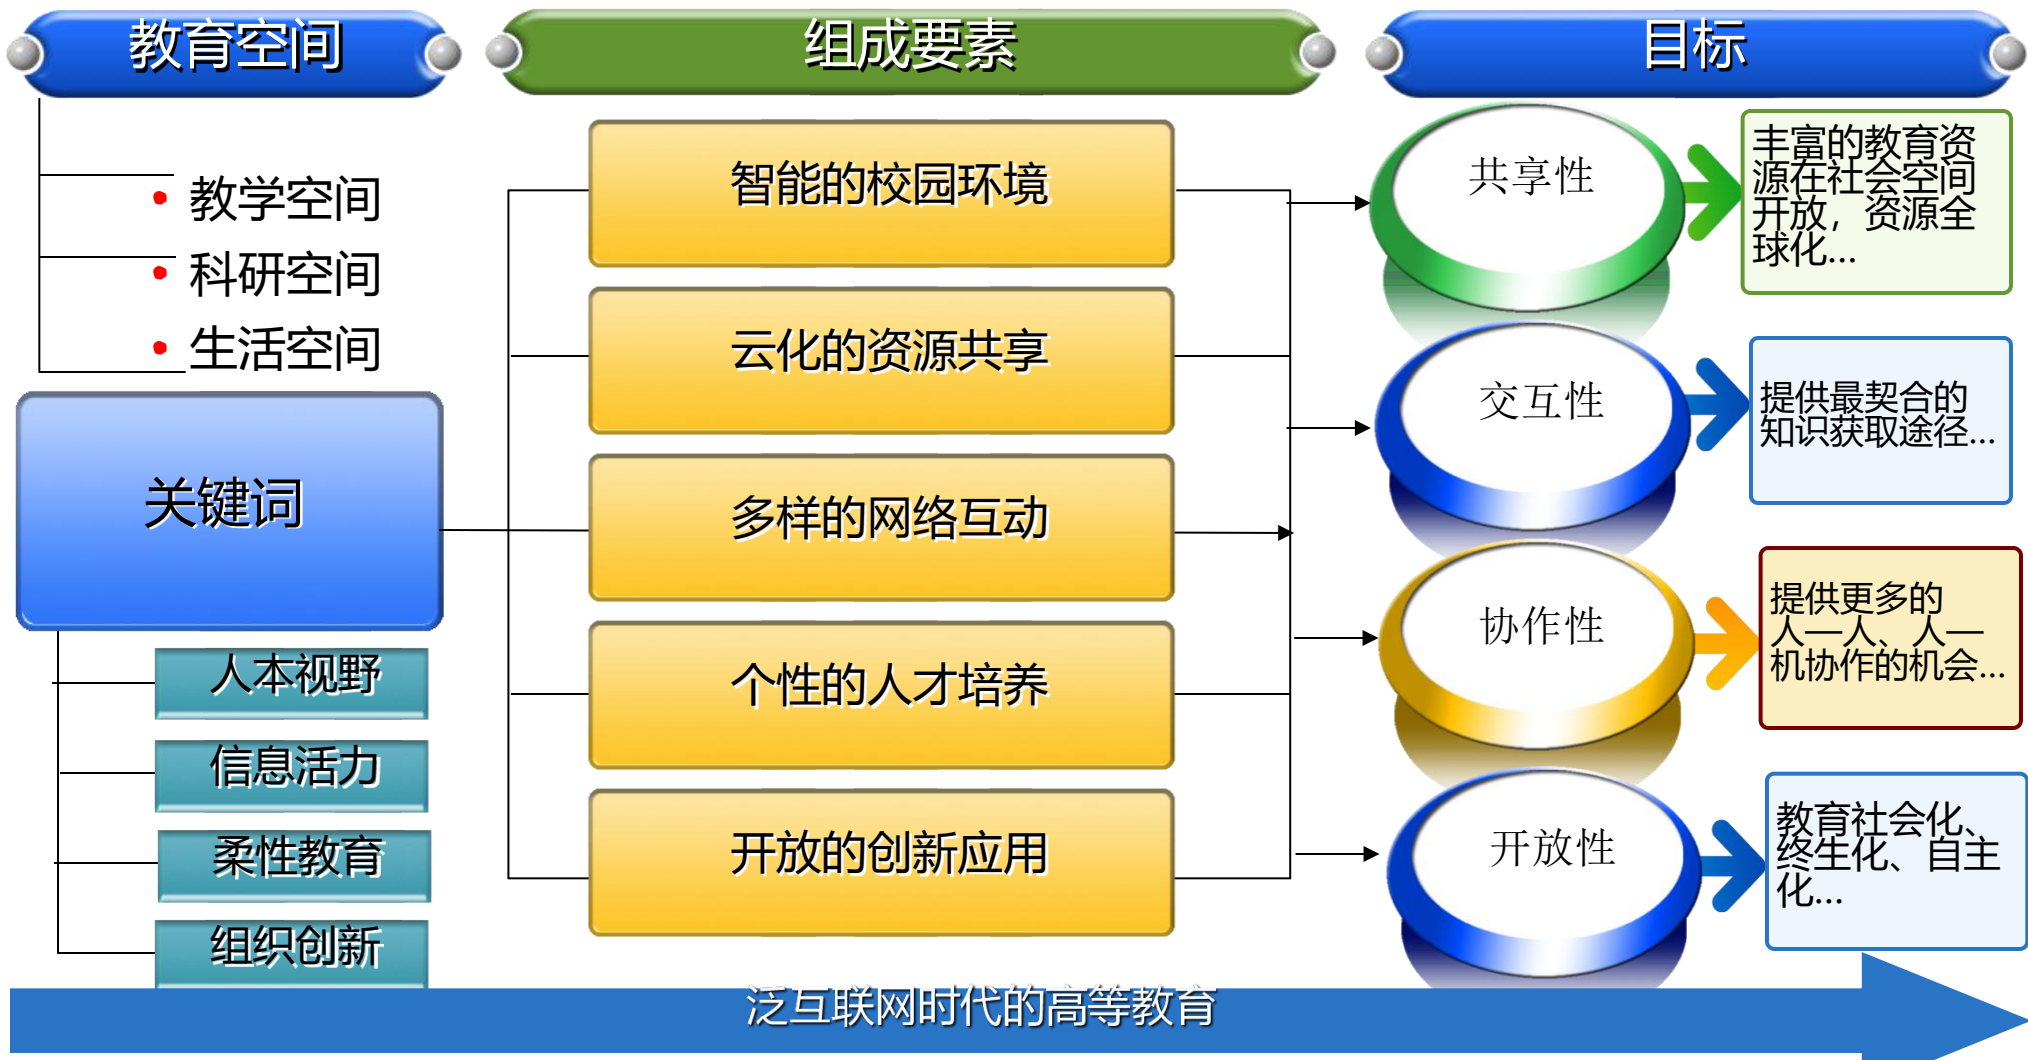 教育空间
组成要素
目标
教学空间
科研空间
生活空间
关键词
人本视野
信息活力
柔性教育
组织创新
智能的校园环境
云化的资源共享
多样的网络互动
个性的人才培养
开放的创新应用
共享性
丰富的教育资
源在社会空间
开放，资源全
球化...
交互性
提供最契合的
知识获取途径...
协作性
提供更多的
人—人、人—
机协作的机会...
开放性
教育社会化、
终生化、自主
化...
泛互联网时代的高等教育